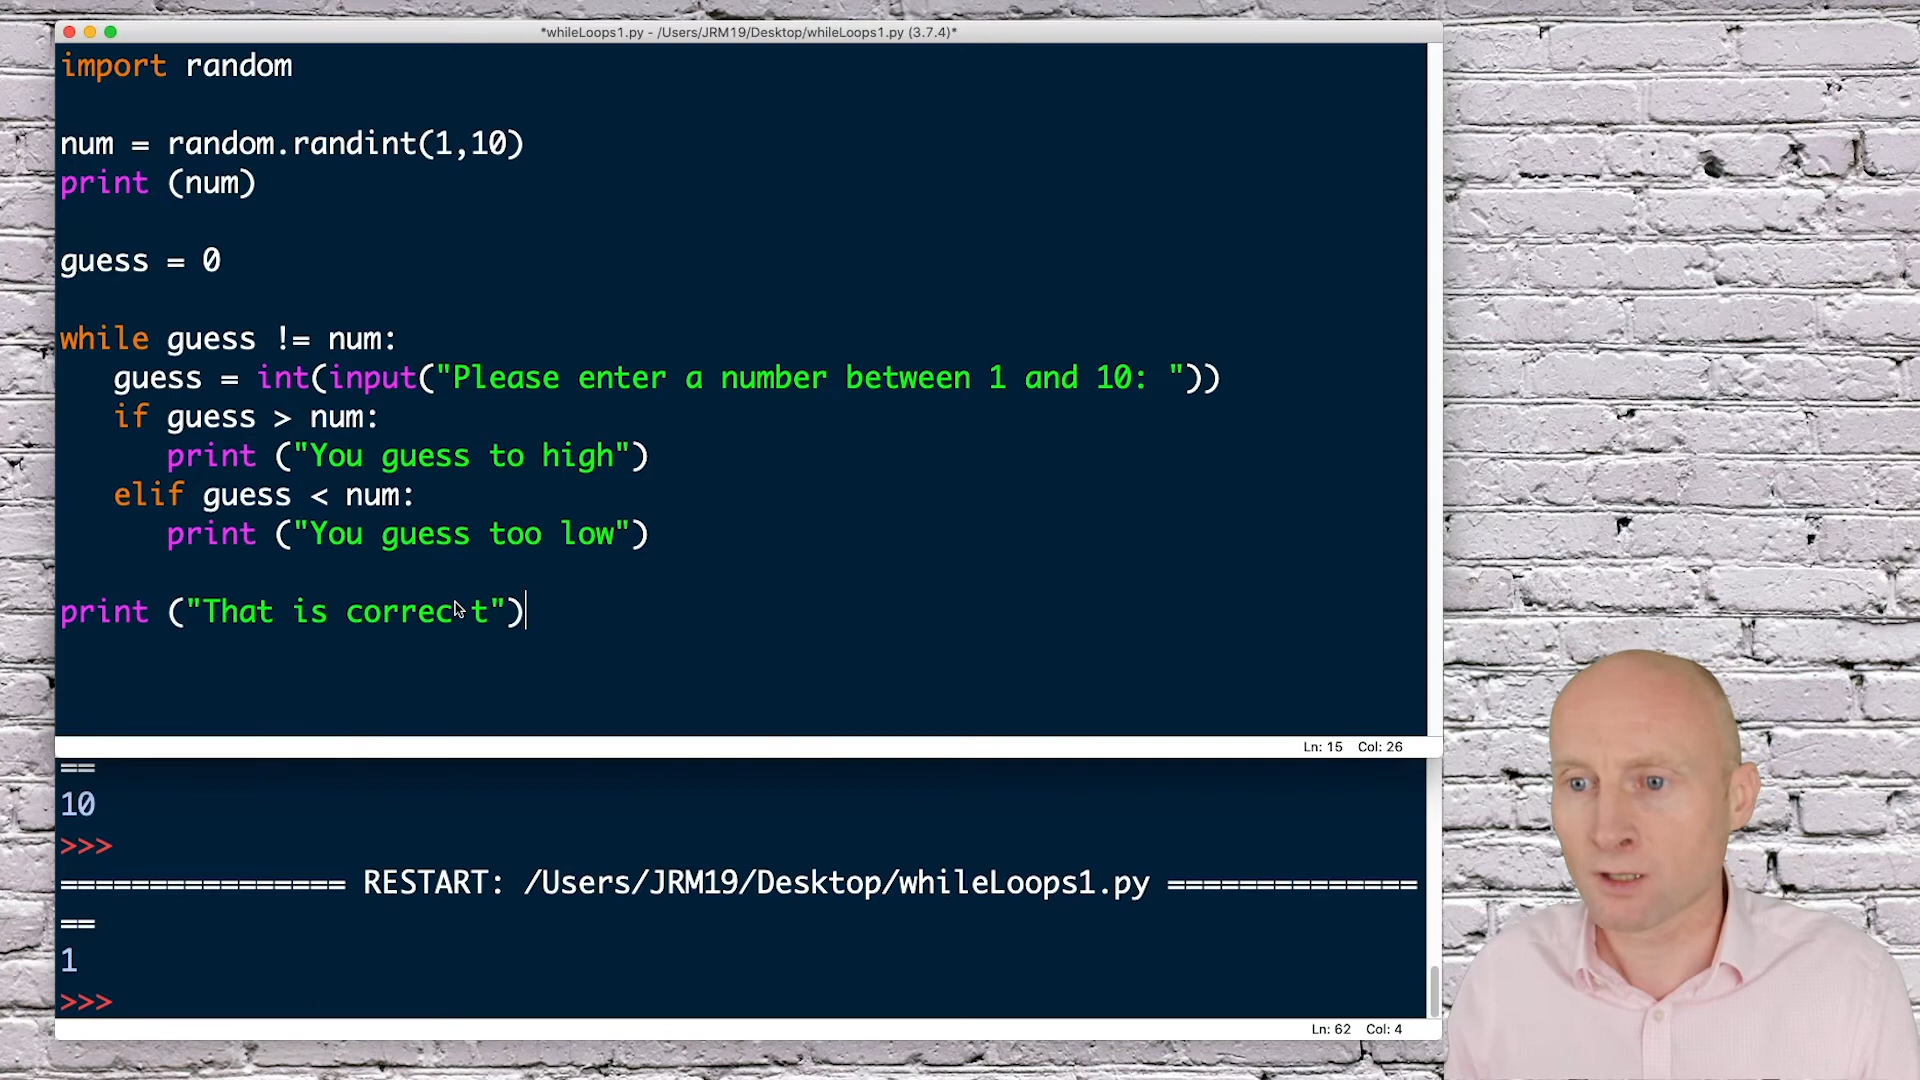 *whileLoops1.py - /Users/JRM19/Desktop/whileLoops1.py (3.7.4)*
import random
num = random.randint(1,10)
print (num)
guess = 0
while guess != num:
guess = int(input("Please enter a number between 1 and 10: "))
if guess > num:
print ("You guess to high")
elif guess < num:
print ("You guess too low")
print ("That is correct")
Ln: 15 Col: 26
==
10
>>>
================ RESTART: /Users/JRM19/Desktop/whileLoops1.py ==============
==
1
>>>
Ln: 62 Col: 4